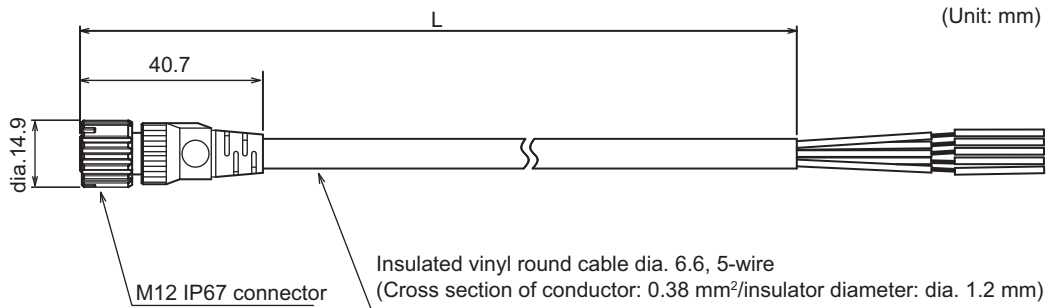 (Unit: mm)
L
40.7
dia.14.9
Insulated vinyl round cable dia. 6.6, 5-wire
(Cross section of conductor: 0.38 mm²/insulator diameter: dia. 1.2 mm)
M12 IP67 connector